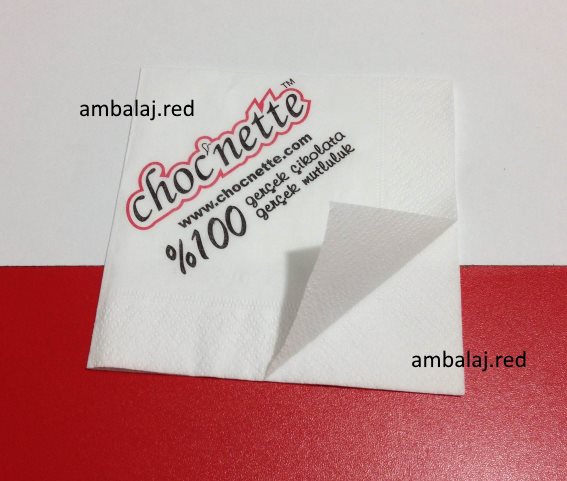 ambalaj.red
choc'nette™
www.chocnette.com
%100 gerçek çikolata
gerçek mutluluk
ambalaj.red